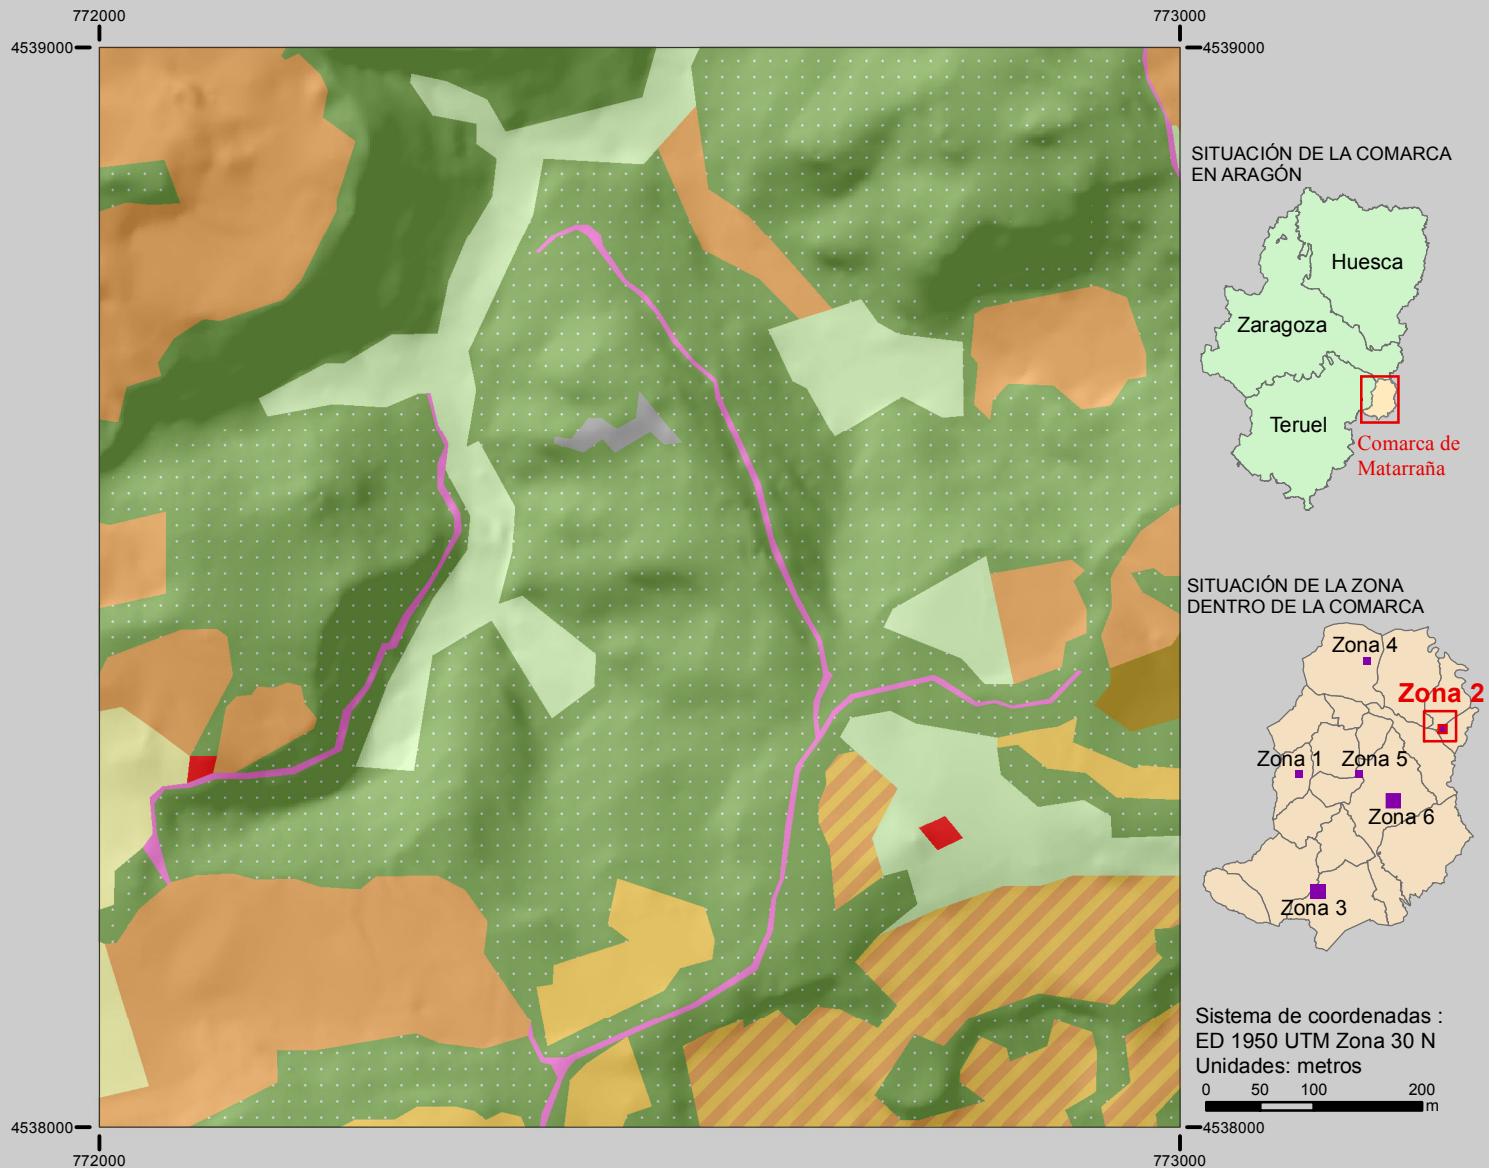 772000
773000
4539000
4539000
SITUACIÓN DE LA COMARCA
EN ARAGÓN
Huesca
Zaragoza
Teruel
Comarca de
Matarraña
SITUACIÓN DE LA ZONA
DENTRO DE LA COMARCA
Zona 4
Zona 2
Zona 1
Zona 5
Zona 6
Zona 3
Sistema de coordenadas :
ED 1950 UTM Zona 30 N
Unidades: metros
0 50 100 200
m
4538000
4538000
772000
773000